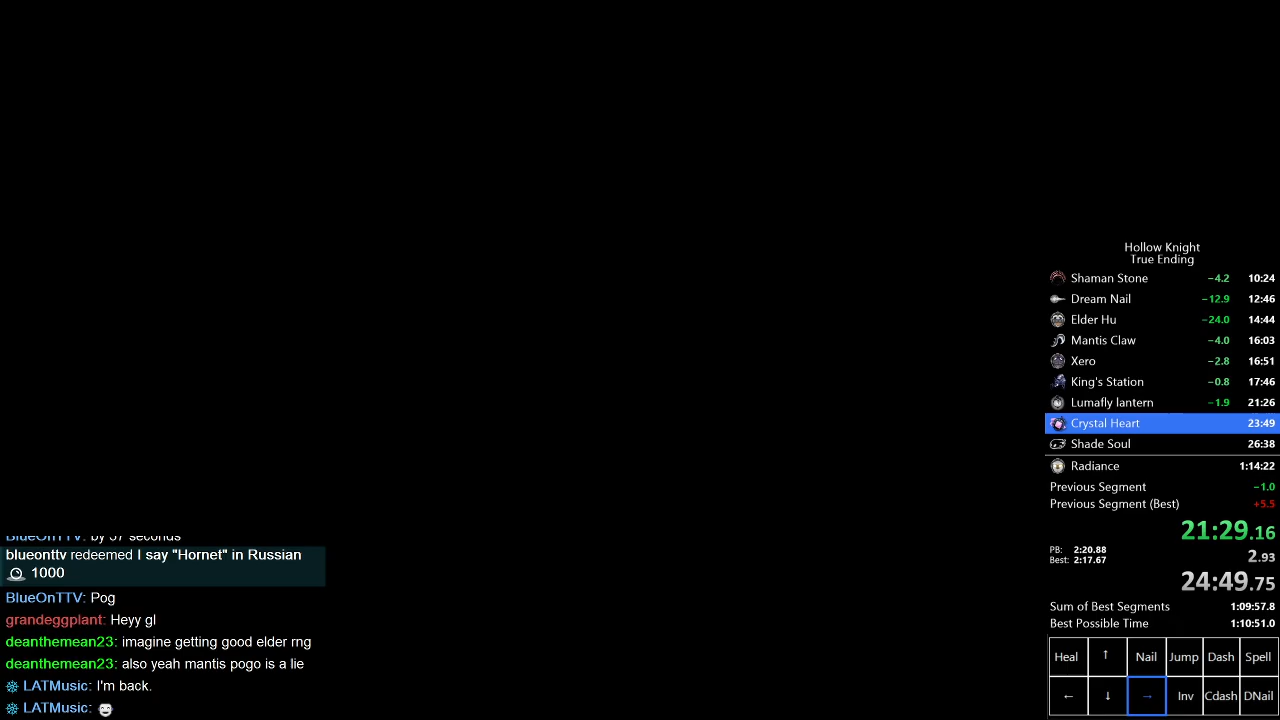 Hollow Knight
True Ending
Shaman Stone -4.2 10:24
Dream Nail -12.9 12:46
Elder Hu -24.0 14:44
Mantis Claw -4.0 16:03
Xero -2.8 16:51
King's Station -0.8 17:46
Lumafly lantern -1.9 21:26
Crystal Heart 23:49
Shade Soul 26:38
Radiance 1:14:22
Previous Segment -1.0
Previous Segment (Best) +5.5
21:29.16
PB: 2:20.88
Best: 2:17.67
2.93
24:49.75
Sum of Best Segments 1:09:57.8
Best Possible Time 1:10:51.0
Heal ↑ Nail Jump Dash Spell
← ↓ → Inv Cdash DNail
BlueOnTTV: by 37 seconds
blueonttv redeemed I say "Hornet" in Russian
1000
BlueOnTTV: Pog
grandeggplant: Heyy gl
deanthemean23: imagine getting good elder rng
deanthemean23: also yeah mantis pogo is a lie
LATMusic: I'm back.
LATMusic: